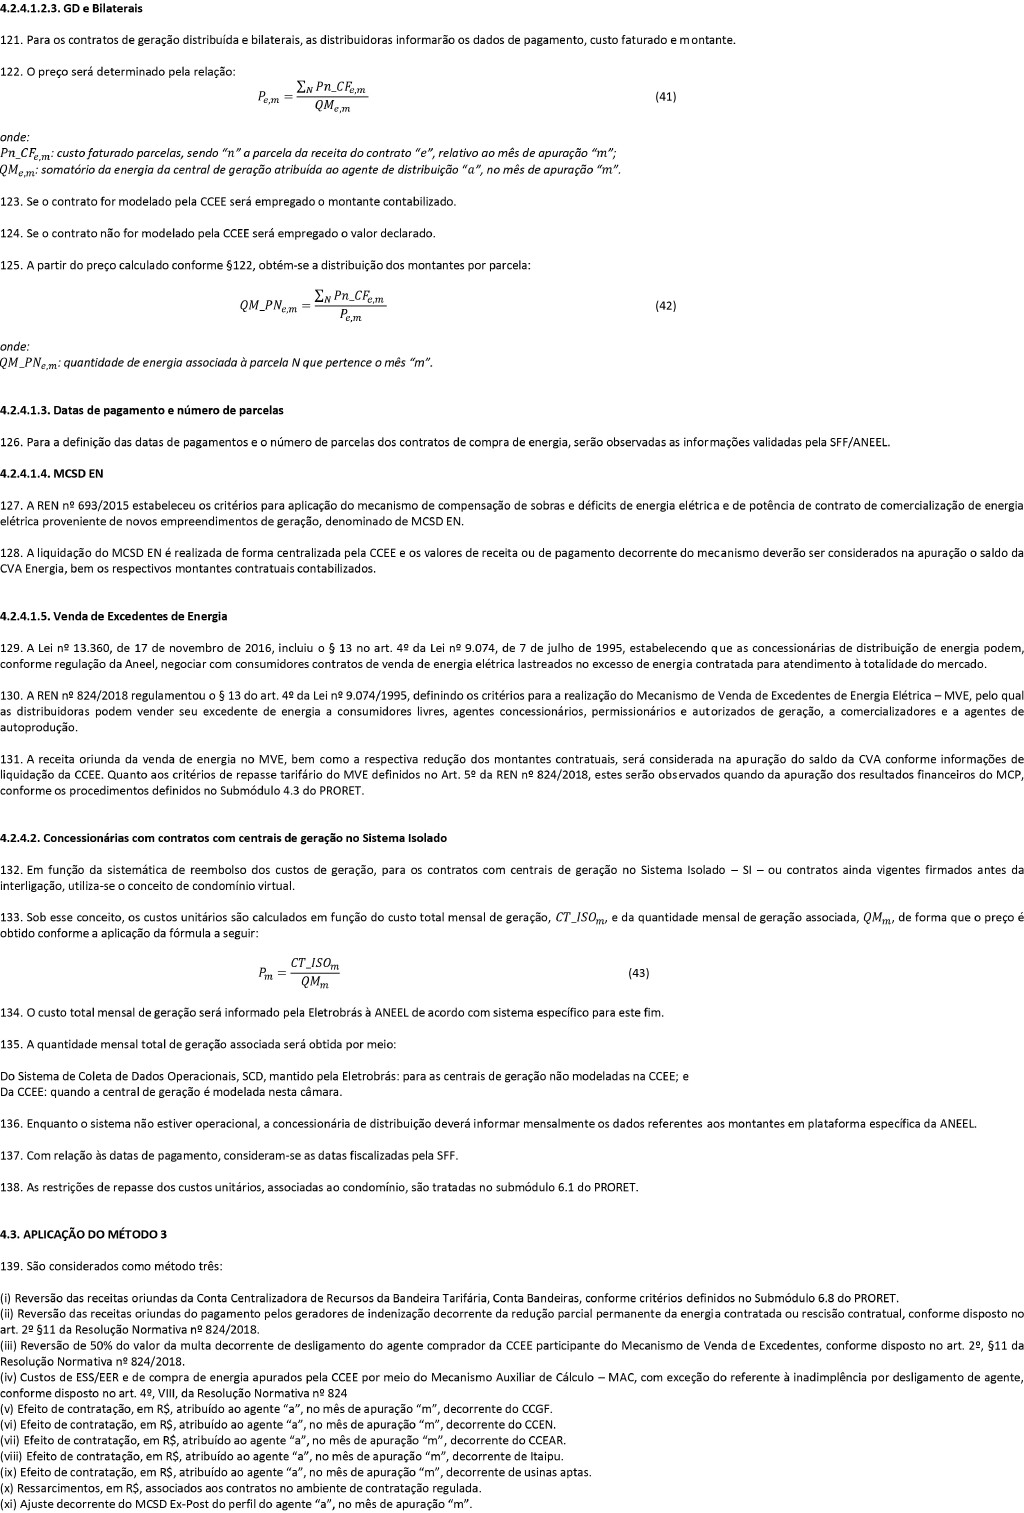 4.2.4.1.2.3. GD e Bilaterais
121. Para os contratos de geração distribuída e bilaterais, as distribuidoras informarão os dados de pagamento, custo faturado e montante.
122. O preço será determinado pela relação:
P_{e,m} = \frac{\sum_N Pn\_CF_{e,m}}{QM_{e,m}} (41)
onde:
Pn_CF_{e,m}: custo faturado parcelas, sendo “n” a parcela da receita do contrato “e”, relativo ao mês de apuração “m”;
QM_{e,m}: somatório da energia da central de geração atribuída ao agente de distribuição “a”, no mês de apuração “m”.
123. Se o contrato for modelado pela CCEE será empregado o montante contabilizado.
124. Se o contrato não for modelado pela CCEE será empregado o valor declarado.
125. A partir do preço calculado conforme §122, obtém-se a distribuição dos montantes por parcela:
QM\_PN_{e,m} = \frac{\sum_N Pn\_CF_{e,m}}{P_{e,m}} (42)
onde:
QM_PN_{e,m}: quantidade de energia associada à parcela N que pertence o mês “m”.
4.2.4.1.3. Datas de pagamento e número de parcelas
126. Para a definição das datas de pagamentos e o número de parcelas dos contratos de compra de energia, serão observadas as informações validadas pela SFF/ANEEL.
4.2.4.1.4. MCSD EN
127. A REN nº 693/2015 estabeleceu os critérios para aplicação do mecanismo de compensação de sobras e déficits de energia elétrica e de potência de contrato de comercialização de energia
elétrica proveniente de novos empreendimentos de geração, denominado de MCSD EN.
128. A liquidação do MCSD EN é realizada de forma centralizada pela CCEE e os valores de receita ou de pagamento decorrente do mecanismo deverão ser considerados na apuração o saldo da
CVA Energia, bem os respectivos montantes contratuais contabilizados.
4.2.4.1.5. Venda de Excedentes de Energia
129. A Lei nº 13.360, de 17 de novembro de 2016, incluiu o § 13 no art. 4º da Lei nº 9.074, de 7 de julho de 1995, estabelecendo que as concessionárias de distribuição de energia podem,
conforme regulação da Aneel, negociar com consumidores contratos de venda de energia elétrica lastreados no excesso de energia contratada para atendimento à totalidade do mercado.
130. A REN nº 824/2018 regulamentou o § 13 do art. 4º da Lei nº 9.074/1995, definindo os critérios para a realização do Mecanismo de Venda de Excedentes de Energia Elétrica – MVE, pelo qual
as distribuidoras podem vender seu excedente de energia a consumidores livres, agentes concessionários, permissionários e autorizados de geração, a comercializadores e a agentes de
autoprodução.
131. A receita oriunda da venda de energia no MVE, bem como a respectiva redução dos montantes contratuais, será considerada na apuração do saldo da CVA conforme informações de
liquidação da CCEE. Quanto aos critérios de repasse tarifário do MVE definidos no Art. 5º da REN nº 824/2018, estes serão observados quando da apuração dos resultados financeiros do MCP,
conforme os procedimentos definidos no Submódulo 4.3 do PRORET.
4.2.4.2. Concessionárias com contratos com centrais de geração no Sistema Isolado
132. Em função da sistemática de reembolso dos custos de geração, para os contratos com centrais de geração no Sistema Isolado – SI – ou contratos ainda vigentes firmados antes da
interligação, utiliza-se o conceito de condomínio virtual.
133. Sob esse conceito, os custos unitários são calculados em função do custo total mensal de geração, CT_ISO_m, e da quantidade mensal de geração associada, QM_m, de forma que o preço é
obtido conforme a aplicação da fórmula a seguir:
P_m = \frac{CT\_ISO_m}{QM_m} (43)
134. O custo total mensal de geração será informado pela Eletrobrás à ANEEL de acordo com sistema específico para este fim.
135. A quantidade mensal total de geração associada será obtida por meio:
Do Sistema de Coleta de Dados Operacionais, SCD, mantido pela Eletrobrás: para as centrais de geração não modeladas na CCEE; e
Da CCEE: quando a central de geração é modelada nesta câmara.
136. Enquanto o sistema não estiver operacional, a concessionária de distribuição deverá informar mensalmente os dados referentes aos montantes em plataforma específica da ANEEL.
137. Com relação às datas de pagamento, consideram-se as datas fiscalizadas pela SFF.
138. As restrições de repasse dos custos unitários, associadas ao condomínio, são tratadas no submódulo 6.1 do PRORET.
4.3. APLICAÇÃO DO MÉTODO 3
139. São considerados como método três:
(i) Reversão das receitas oriundas da Conta Centralizadora de Recursos da Bandeira Tarifária, Conta Bandeiras, conforme critérios definidos no Submódulo 6.8 do PRORET.
(ii) Reversão das receitas oriundas do pagamento pelos geradores de indenização decorrente da redução parcial permanente da energia contratada ou rescisão contratual, conforme disposto no
art. 2º §11 da Resolução Normativa nº 824/2018.
(iii) Reversão de 50% do valor da multa decorrente de desligamento do agente comprador da CCEE participante do Mecanismo de Venda de Excedentes, conforme disposto no art. 2º, §11 da
Resolução Normativa nº 824/2018.
(iv) Custos de ESS/EER e de compra de energia apurados pela CCEE por meio do Mecanismo Auxiliar de Cálculo – MAC, com exceção do referente à inadimplência por desligamento de agente,
conforme disposto no art. 4º, VIII, da Resolução Normativa nº 824
(v) Efeito de contratação, em R$, atribuído ao agente “a”, no mês de apuração “m”, decorrente do CCGF.
(vi) Efeito de contratação, em R$, atribuído ao agente “a”, no mês de apuração “m”, decorrente do CCEN.
(vii) Efeito de contratação, em R$, atribuído ao agente “a”, no mês de apuração “m”, decorrente do CCEAR.
(viii) Efeito de contratação, em R$, atribuído ao agente “a”, no mês de apuração “m”, decorrente de Itaipu.
(ix) Efeito de contratação, em R$, atribuído ao agente “a”, no mês de apuração “m”, decorrente de usinas aptas.
(x) Ressarcimentos, em R$, associados aos contratos no ambiente de contratação regulada.
(xi) Ajuste decorrente do MCSD Ex-Post do perfil do agente “a”, no mês de apuração “m”.